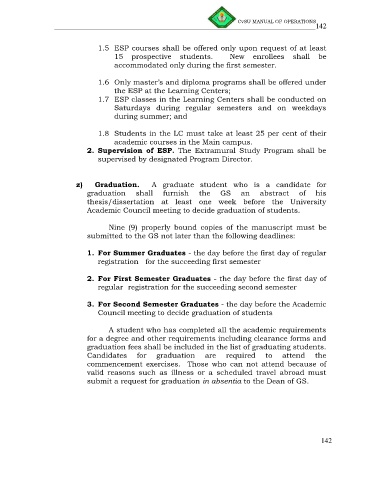 CvSU MANUAL OF OPERATIONS
142
1.5 ESP courses shall be offered only upon request of at least
15 prospective students. New enrollees shall be
accommodated only during the first semester.
1.6 Only master's and diploma programs shall be offered under
the ESP at the Learning Centers;
1.7 ESP classes in the Learning Centers shall be conducted on
Saturdays during regular semesters and on weekdays
during summer; and
1.8 Students in the LC must take at least 25 per cent of their
academic courses in the Main campus.
2. Supervision of ESP. The Extramural Study Program shall be
supervised by designated Program Director.
z) Graduation. A graduate student who is a candidate for
graduation shall furnish the GS an abstract of his
thesis/dissertation at least one week before the University
Academic Council meeting to decide graduation of students.
Nine (9) properly bound copies of the manuscript must be
submitted to the GS not later than the following deadlines:
1. For Summer Graduates - the day before the first day of regular
registration for the succeeding first semester
2. For First Semester Graduates - the day before the first day of
regular registration for the succeeding second semester
3. For Second Semester Graduates - the day before the Academic
Council meeting to decide graduation of students
A student who has completed all the academic requirements
for a degree and other requirements including clearance forms and
graduation fees shall be included in the list of graduating students.
Candidates for graduation are required to attend the
commencement exercises. Those who can not attend because of
valid reasons such as illness or a scheduled travel abroad must
submit a request for graduation in absentia to the Dean of GS.
142